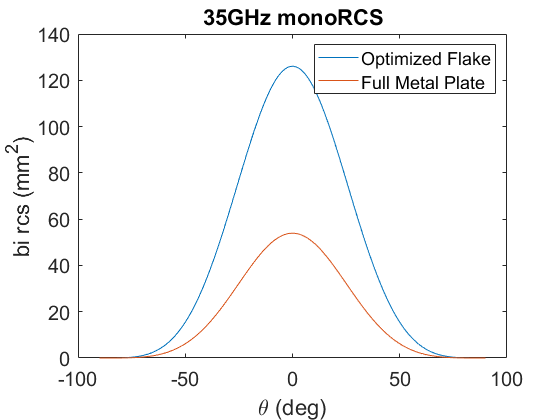 35GHz monoRCS
Optimized Flake
Full Metal Plate
bi rcs (mm²)
140
120
100
80
60
40
20
0
-100
-50
0
50
100
θ (deg)